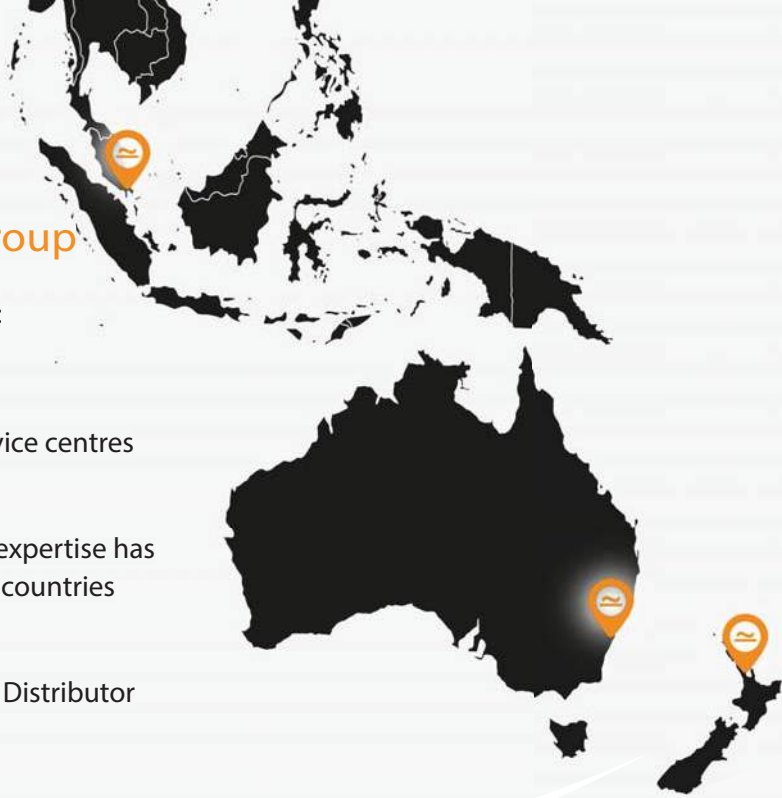 roup
vice centres
expertise has
countries
Distributor